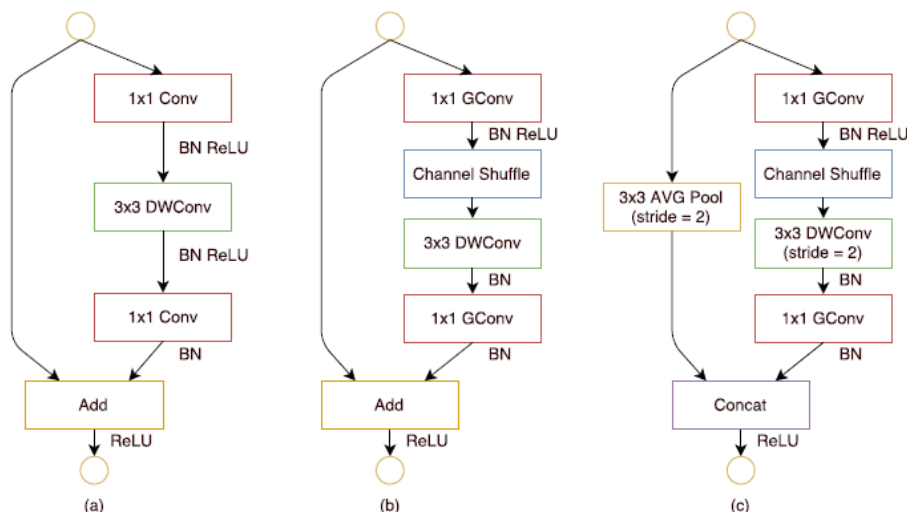 1x1 Conv
BN ReLU
3x3 DWConv
BN ReLU
1x1 Conv
BN
Add
ReLU
(a)
1x1 GConv
BN ReLU
Channel Shuffle
3x3 DWConv
BN
1x1 GConv
BN
Add
ReLU
(b)
3x3 AVG Pool
(stride = 2)
1x1 GConv
BN ReLU
Channel Shuffle
3x3 DWConv
(stride = 2)
BN
1x1 GConv
BN
Concat
ReLU
(c)